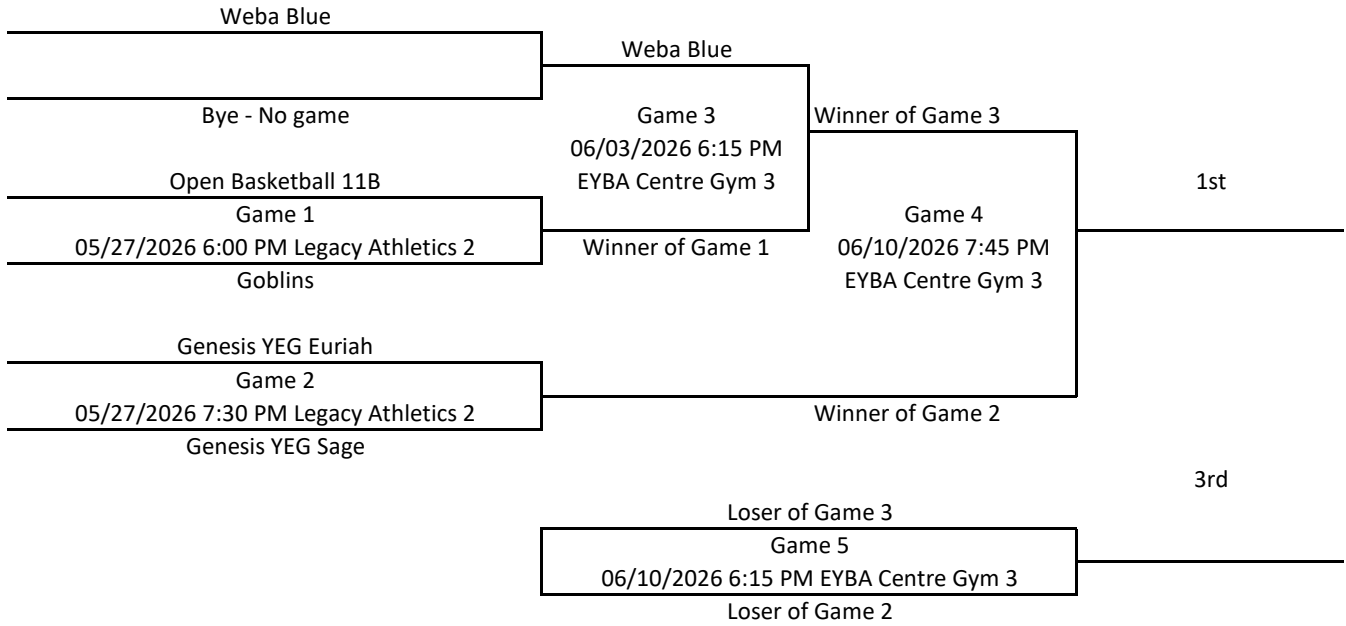 Weba Blue
Weba Blue
Bye - No game
Game 3
Winner of Game 3
06/03/2026 6:15 PM
Open Basketball 11B
EYBA Centre Gym 3
1st
Game 1
Game 4
05/27/2026 6:00 PM Legacy Athletics 2
Winner of Game 1
06/10/2026 7:45 PM
Goblins
EYBA Centre Gym 3
Genesis YEG Euriah
Game 2
05/27/2026 7:30 PM Legacy Athletics 2
Winner of Game 2
Genesis YEG Sage
3rd
Loser of Game 3
Game 5
06/10/2026 6:15 PM EYBA Centre Gym 3
Loser of Game 2